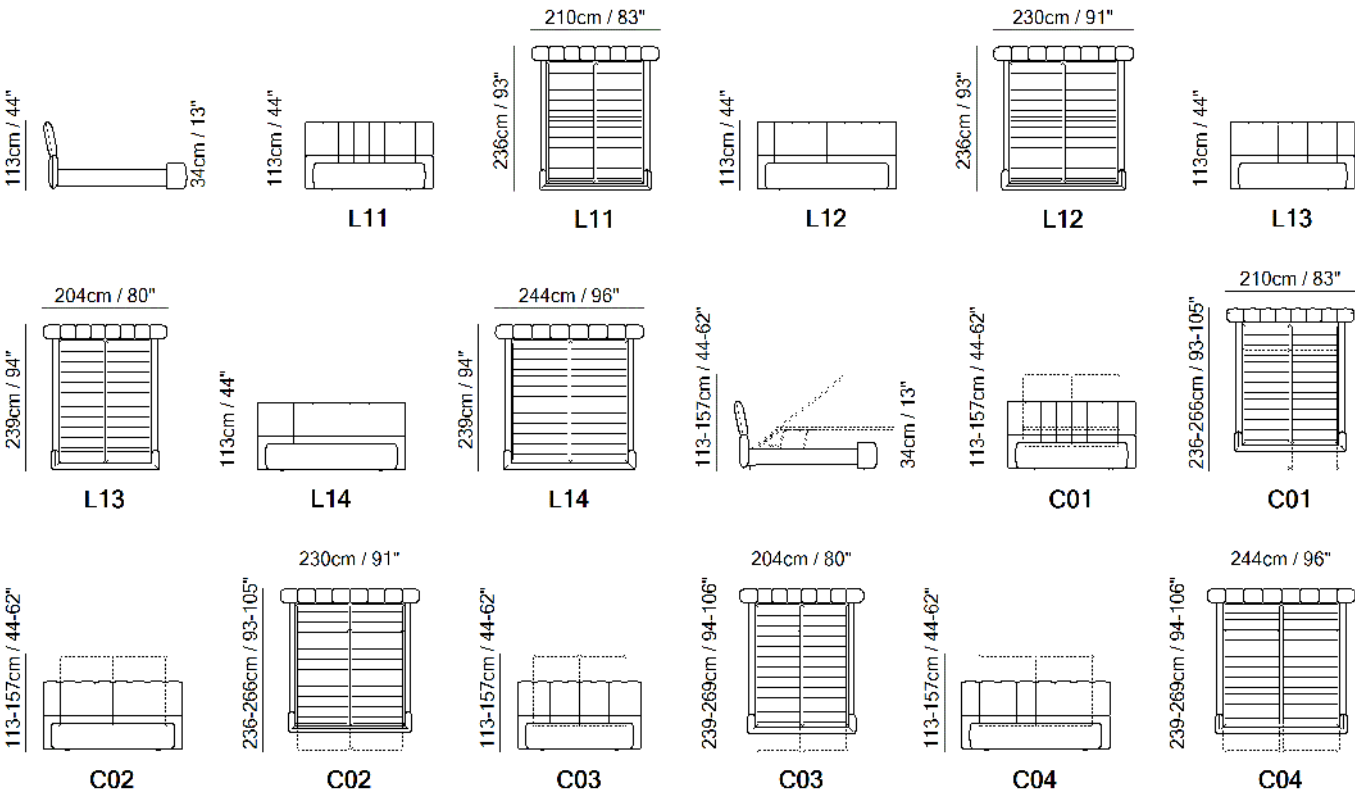 210cm / 83"
230cm / 91"
113cm / 44"
34cm / 13"
113cm / 44"
236cm / 93"
113cm / 44"
236cm / 93"
113cm / 44"
L11
L11
L12
L12
L13
204cm / 80"
244cm / 96"
210cm / 83"
239cm / 94"
113cm / 44"
239cm / 94"
113-157cm / 44-62"
34cm / 13"
113-157cm / 44-62"
236-266cm / 93-105"
L13
L14
L14
C01
C01
230cm / 91"
204cm / 80"
244cm / 96"
113-157cm / 44-62"
236-266cm / 93-105"
113-157cm / 44-62"
239-269cm / 94-106"
113-157cm / 44-62"
239-269cm / 94-106"
C02
C02
C03
C03
C04
C04